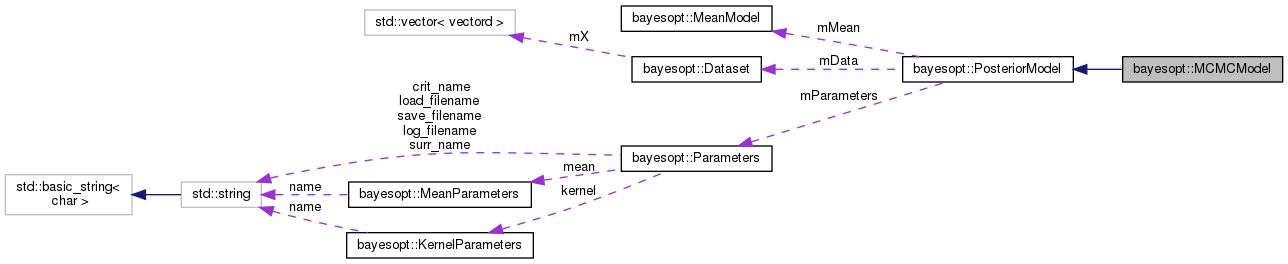 std::vector< vectord >
bayesopt::MeanModel
mX
mMean
bayesopt::Dataset
mData
bayesopt::PosteriorModel
bayesopt::MCMCModel
mParameters
crit_name
load_filename
save_filename
log_filename
surr_name
bayesopt::Parameters
mean
kernel
std::basic_string<
char >
std::string
name
name
bayesopt::MeanParameters
bayesopt::KernelParameters